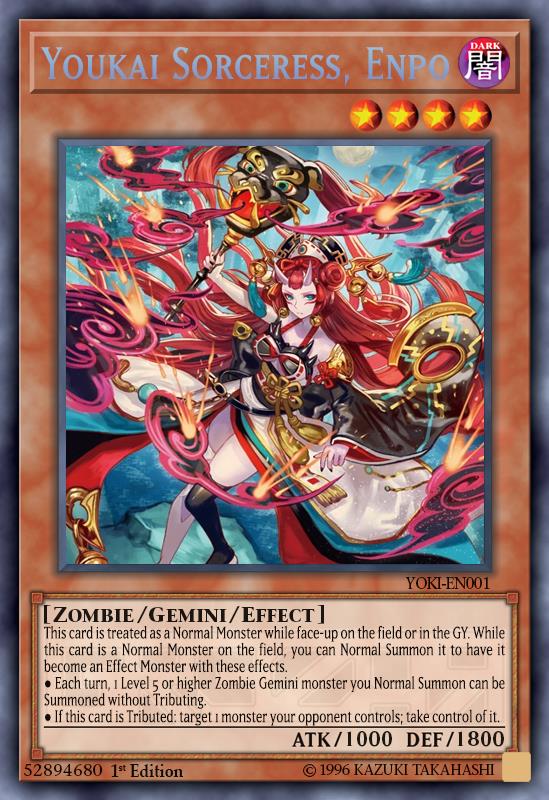 Youkai Sorceress, Enpo
DARK
闇
YOKI-EN001
[Zombie/Gemini/Effect]
This card is treated as a Normal Monster while face-up on the field or in the GY. While
this card is a Normal Monster on the field, you can Normal Summon it to have it
become an Effect Monster with these effects.
● Each turn, 1 Level 5 or higher Zombie Gemini monster you Normal Summon can be
Summoned without Tributing.
● If this card is Tributed: target 1 monster your opponent controls; take control of it.
ATK/1000 DEF/1800
52894680 1st Edition © 1996 KAZUKI TAKAHASHI